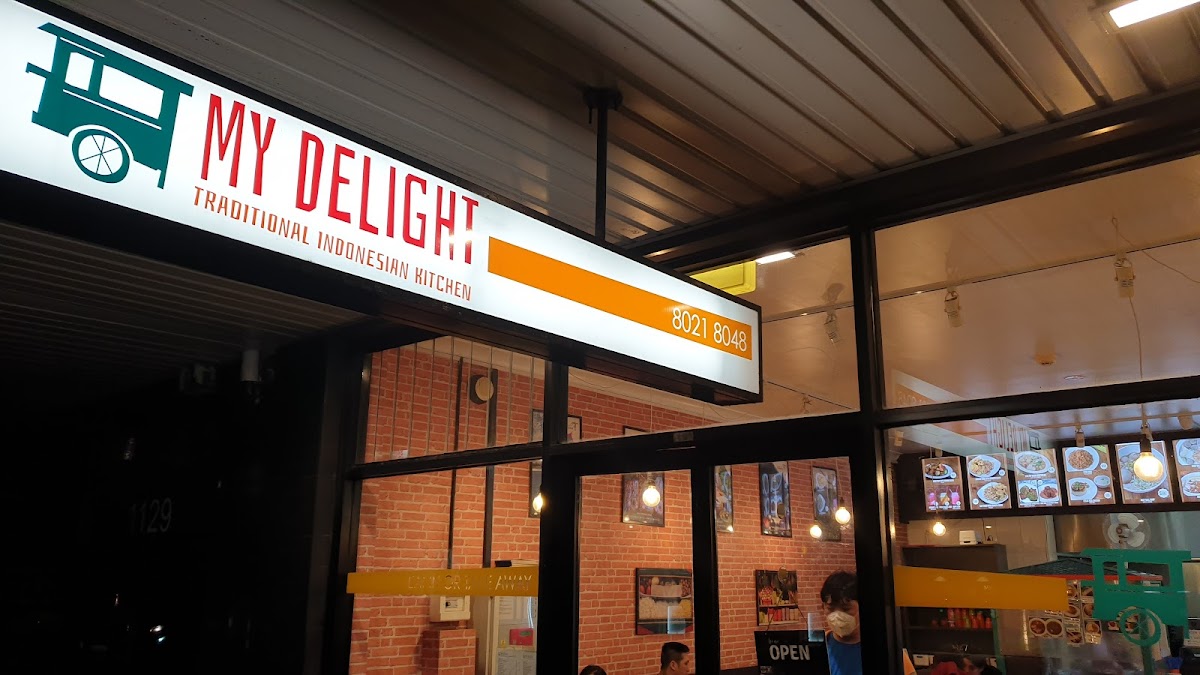 MY DELIGHT
TRADITIONAL INDONESIAN KITCHEN
8021 8048
1129
OPEN